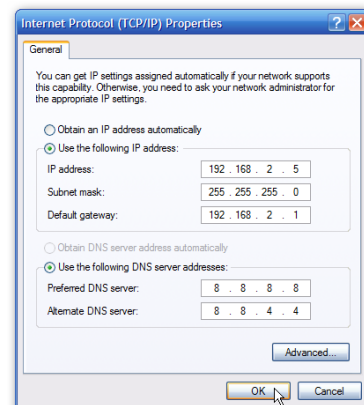 Internet Protocol (TCP/IP) Properties
General
You can get IP settings assigned automatically if your network supports
this capability. Otherwise, you need to ask your network administrator for
the appropriate IP settings.
Obtain an IP address automatically
Use the following IP address:
IP address: 192 . 168 . 2 . 5
Subnet mask: 255 . 255 . 255 . 0
Default gateway: 192 . 168 . 2 . 1
Obtain DNS server address automatically
Use the following DNS server addresses:
Preferred DNS server: 8 . 8 . 8 . 8
Alternate DNS server: 8 . 8 . 4 . 4
Advanced...
OK Cancel